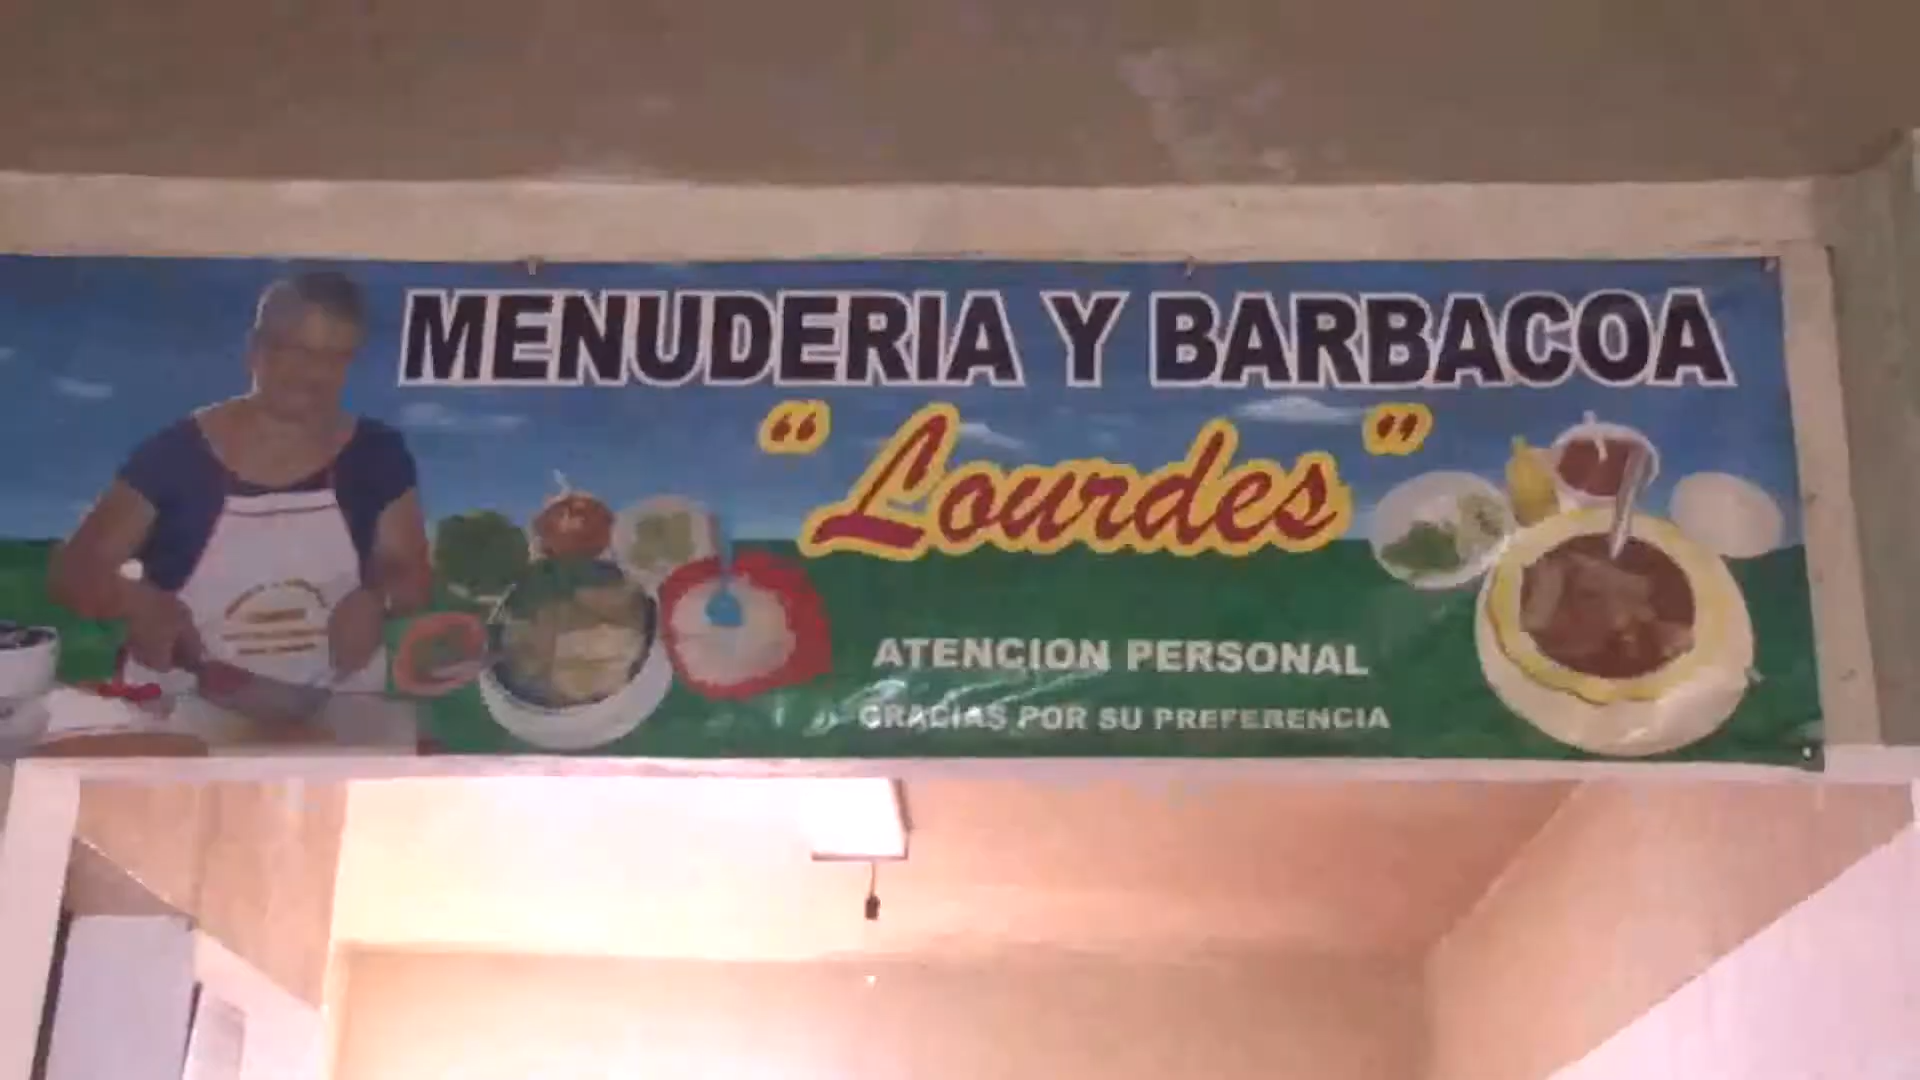 MENUDERIA Y BARBACOA
"Lourdes"
ATENCION PERSONAL
GRACIAS POR SU PREFERENCIA